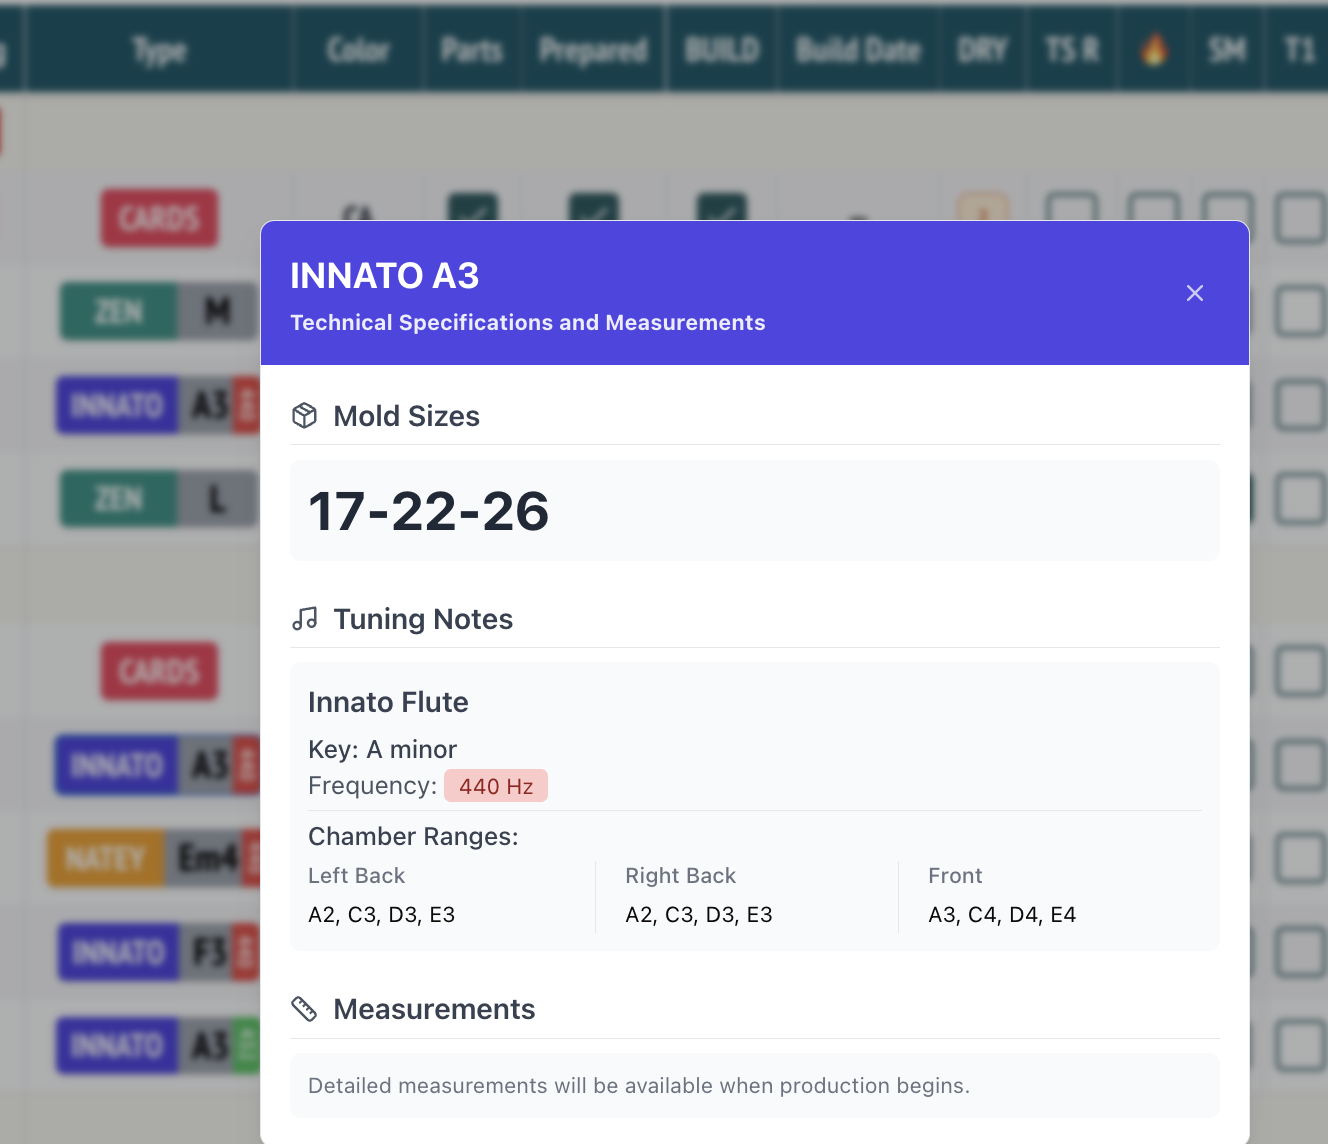 Type Color Parts Prepared BUILD Build Date DRY TS R 🔥 SM T1
CARDS CA
INNATO A3
Technical Specifications and Measurements
ZEN M
INNATO A3
Mold Sizes
ZEN L
17-22-26
Tuning Notes
CARDS
Innato Flute
Key: A minor
INNATO A3
Frequency: 440 Hz
Chamber Ranges:
NATEY Em4
Left Back Right Back Front
A2, C3, D3, E3 A2, C3, D3, E3 A3, C4, D4, E4
INNATO F3
Measurements
INNATO A3
Detailed measurements will be available when production begins.